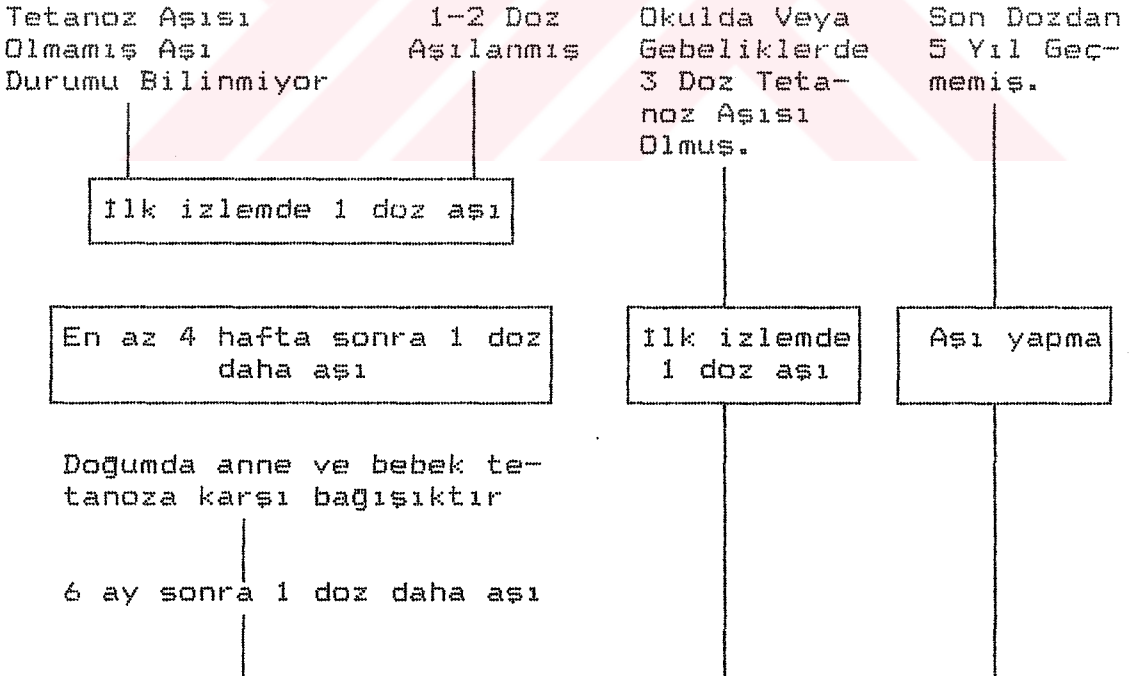 Tetanoz Aşısı
Olmamış Aşı
Durumu Bilinmiyor
1-2 Doz
Aşılanmış
Okulda Veya
Gebeliklerde
3 Doz Teta-
noz Aşısı
Olmuş.
Son Dozdan
5 Yıl Geç-
memiş.
İlk izlemde 1 doz aşı
En az 4 hafta sonra 1 doz
daha aşı
İlk izlemde
1 doz aşı
Aşı yapma
Doğumda anne ve bebek te-
tanoza karşı bağışıktır
6 ay sonra 1 doz daha aşı